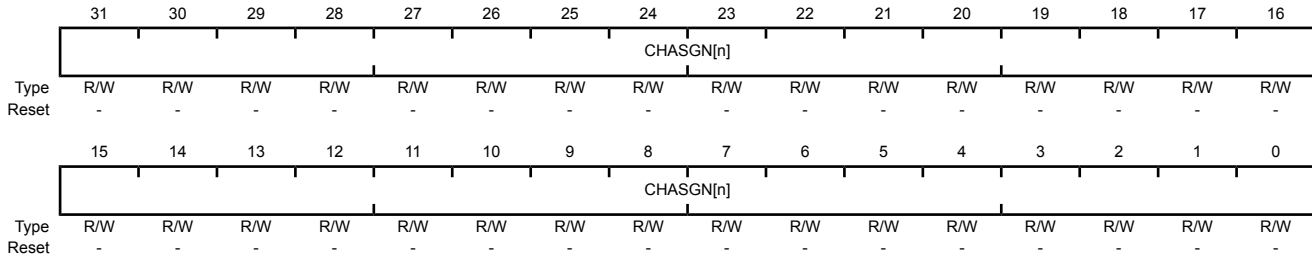 31 30 29 28 27 26 25 24 23 22 21 20 19 18 17 16
CHASGN[n]
Type R/W R/W R/W R/W R/W R/W R/W R/W R/W R/W R/W R/W R/W R/W R/W R/W
Reset - - - - - - - - - - - - - - - -
15 14 13 12 11 10 9 8 7 6 5 4 3 2 1 0
CHASGN[n]
Type R/W R/W R/W R/W R/W R/W R/W R/W R/W R/W R/W R/W R/W R/W R/W R/W
Reset - - - - - - - - - - - - - - - -